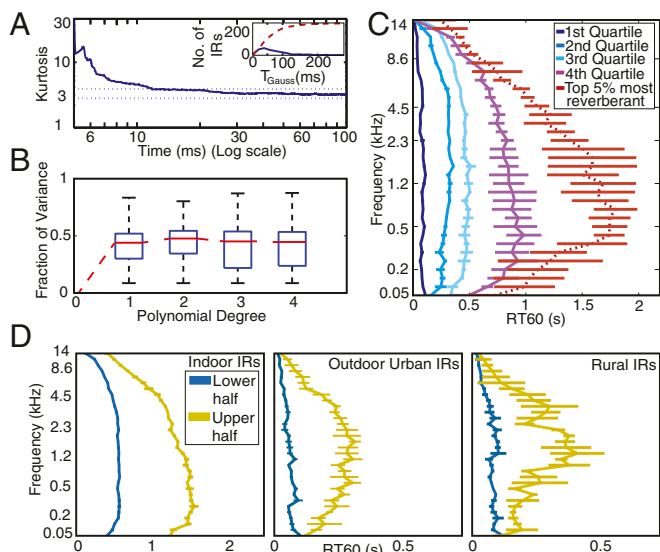 A
30
10
3
1
Kurtosis
6
10
30
60
100
Time (ms) (Log scale)
No. of
IRs
200
0
0
100
200
T_Gauss(ms)
B
1
0.5
0
Fraction of Variance
0
1
2
3
4
Polynomial Degree
C
14
8.6
4.5
2.3
1.2
0.5
0.2
0.05
Frequency (kHz)
0
0.5
1
1.5
2
RT60 (s)
1st Quartile
2nd Quartile
3rd Quartile
4th Quartile
Top 5% most
reverberant
D
14
8.6
4.5
2.3
1.2
0.5
0.2
0.05
Frequency (kHz)
Indoor IRs
Lower
half
Upper
half
0
1
2
Outdoor Urban IRs
0
0.5
RT60 (s)
Rural IRs
0
0.5